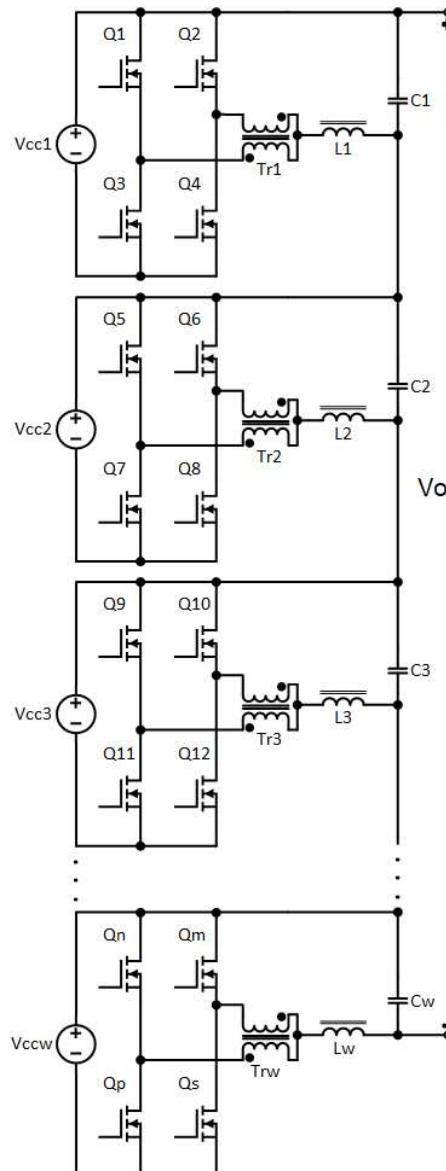 Q1 Q2
C1
Vcc1
L1
Tr1
Q3 Q4
Q5 Q6
C2
Vcc2
L2
Tr2
Q7 Q8
Vo
Q9 Q10
C3
Vcc3
L3
Tr3
Q11 Q12
Qn Qm
Cw
Vccw
Lw
Trw
Qp Qs